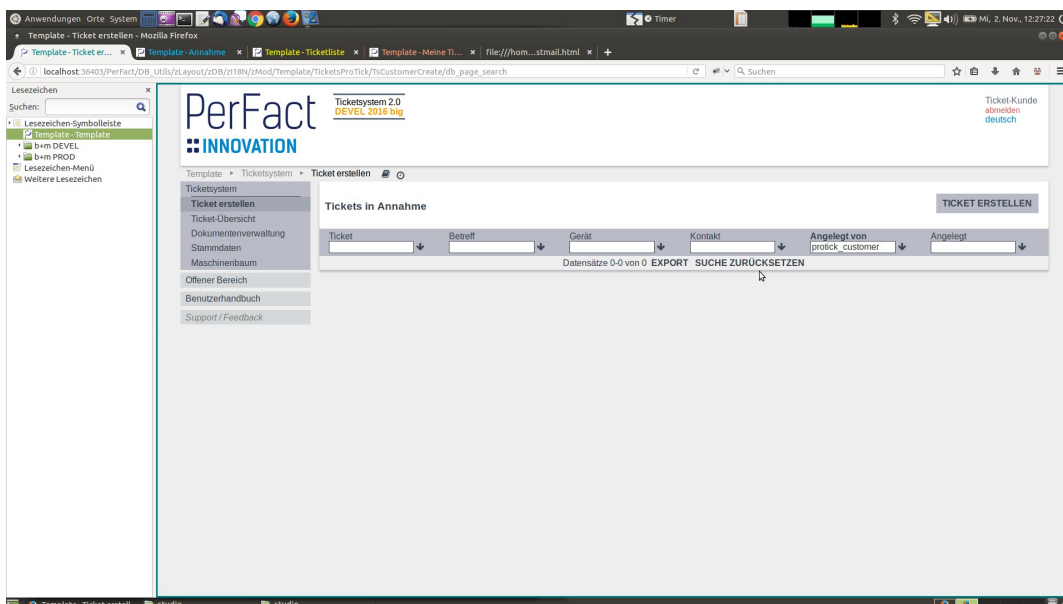 Anwendungen Orte System
Timer
Mi, 2. Nov., 12:27:22
Template - Ticket erstellen - Mozilla Firefox
Template - Ticket er... × Template - Annahme × Template - Ticketliste × Template - Meine Ti... × file:///hom...stmail.html × +
localhost:36403/PerFact/DB_Utils/zLayout/zDB/zI18N/zMod/Template/TicketsProTick/TsCustomerCreate/db_page_search
Suchen
Lesezeichen ×
Suchen:
Lesezeichen-Symbolleiste
Template - Template
b+m DEVEL
b+m PROD
Lesezeichen-Menü
Weitere Lesezeichen
PerFact
INNOVATION
Ticketsystem 2.0
DEVEL 2016 big
Ticket-Kunde
abmelden
deutsch
Template ▸ Ticketsystem ▸ Ticket erstellen
Ticketsystem
Ticket erstellen
Ticket-Übersicht
Dokumentenverwaltung
Stammdaten
Maschinenbaum
Offener Bereich
Benutzerhandbuch
Support / Feedback
Tickets in Annahme
TICKET ERSTELLEN
Ticket Betreff Gerät Kontakt Angelegt von Angelegt
protick_customer
Datensätze 0-0 von 0 EXPORT SUCHE ZURÜCKSETZEN